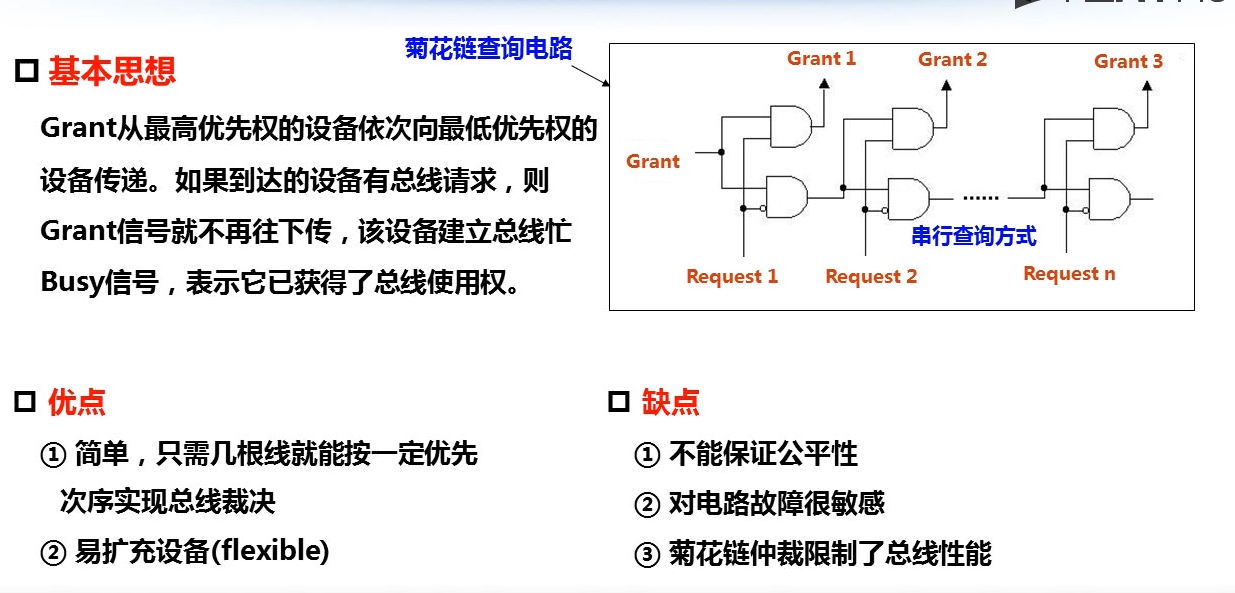 菊花链查询电路
基本思想
Grant从最高优先权的设备依次向最低优先权的
设备传递。如果到达的设备有总线请求，则
Grant信号就不再往下传，该设备建立总线忙
Busy信号，表示它已获得了总线使用权。
Grant 1
Grant 2
Grant 3
Grant
......
串行查询方式
Request 1
Request 2
Request n
优点
① 简单，只需几根线就能按一定优先
次序实现总线裁决
② 易扩充设备(flexible)
缺点
① 不能保证公平性
② 对电路故障很敏感
③ 菊花链仲裁限制了总线性能